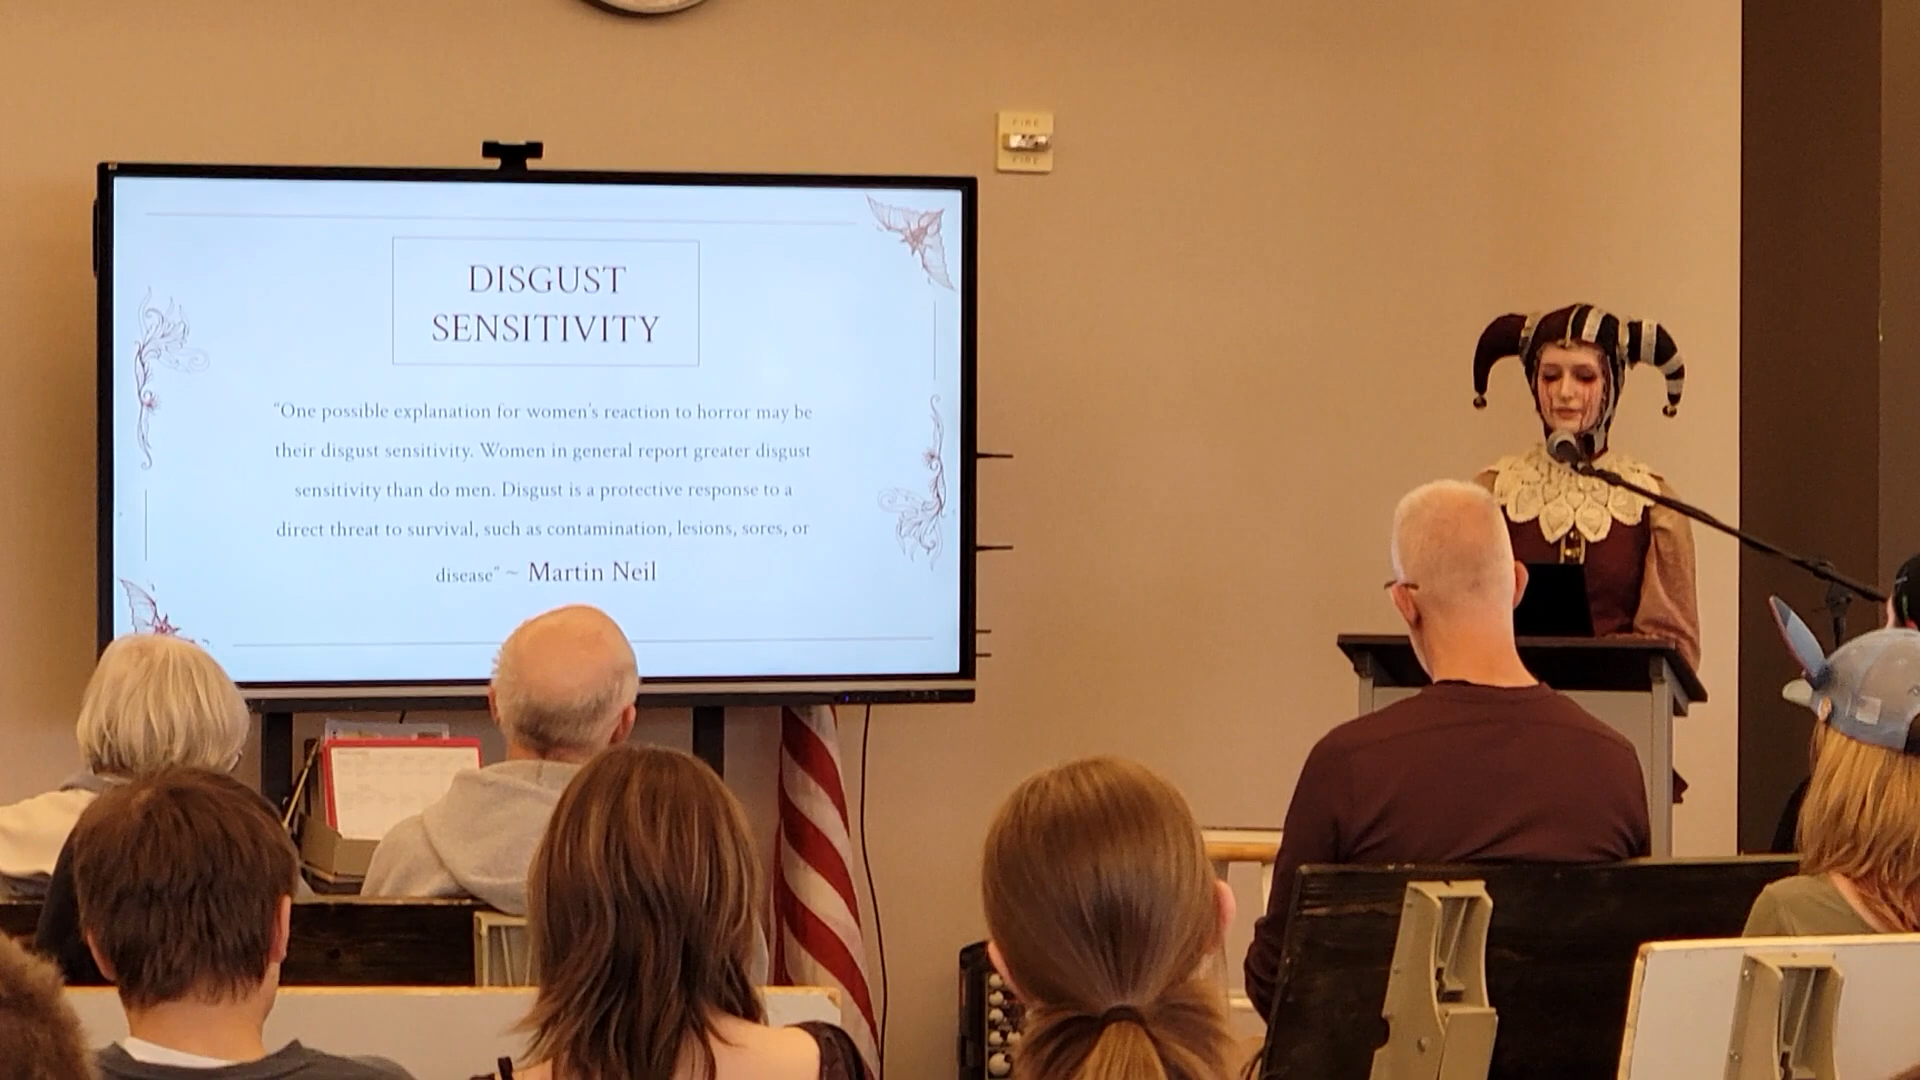 FIRE
FIRE
DISGUST
SENSITIVITY
“One possible explanation for women's reaction to horror may be
their disgust sensitivity. Women in general report greater disgust
sensitivity than do men. Disgust is a protective response to a
direct threat to survival, such as contamination, lesions, sores, or
disease” ~ Martin Neil